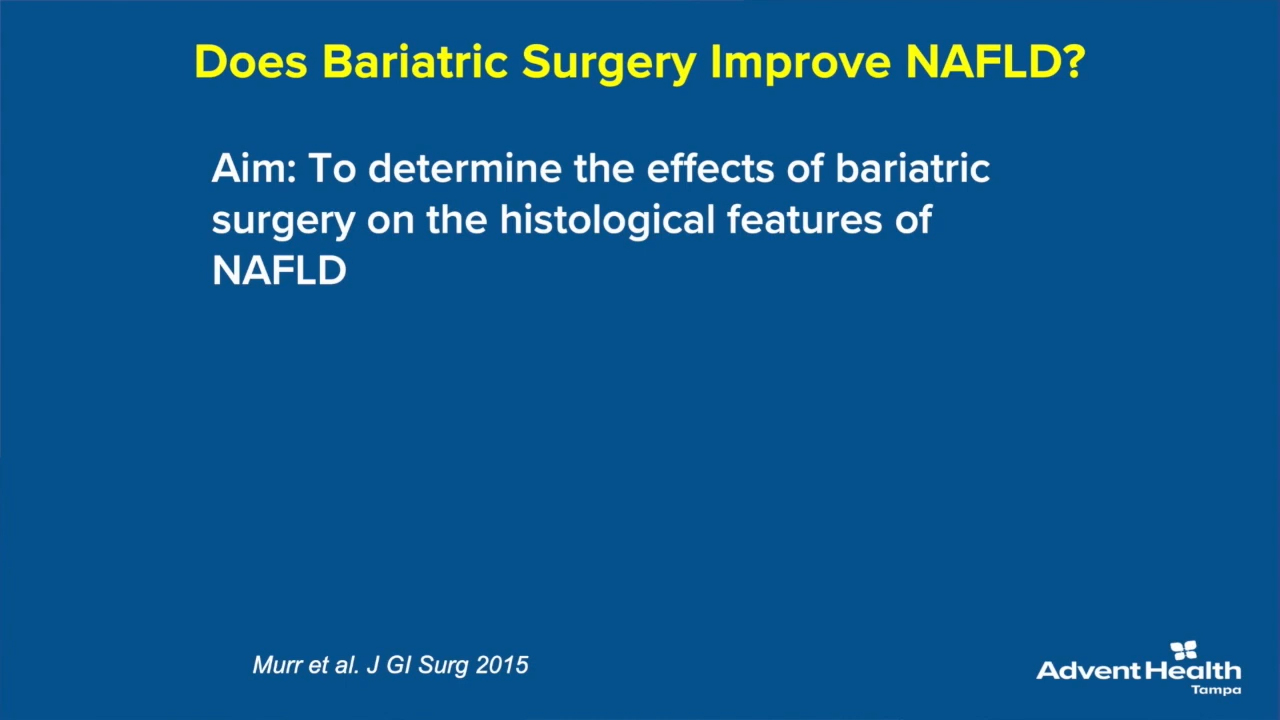 Does Bariatric Surgery Improve NAFLD?
Aim: To determine the effects of bariatric
surgery on the histological features of
NAFLD
Murr et al. J GI Surg 2015
AdventHealth
Tampa